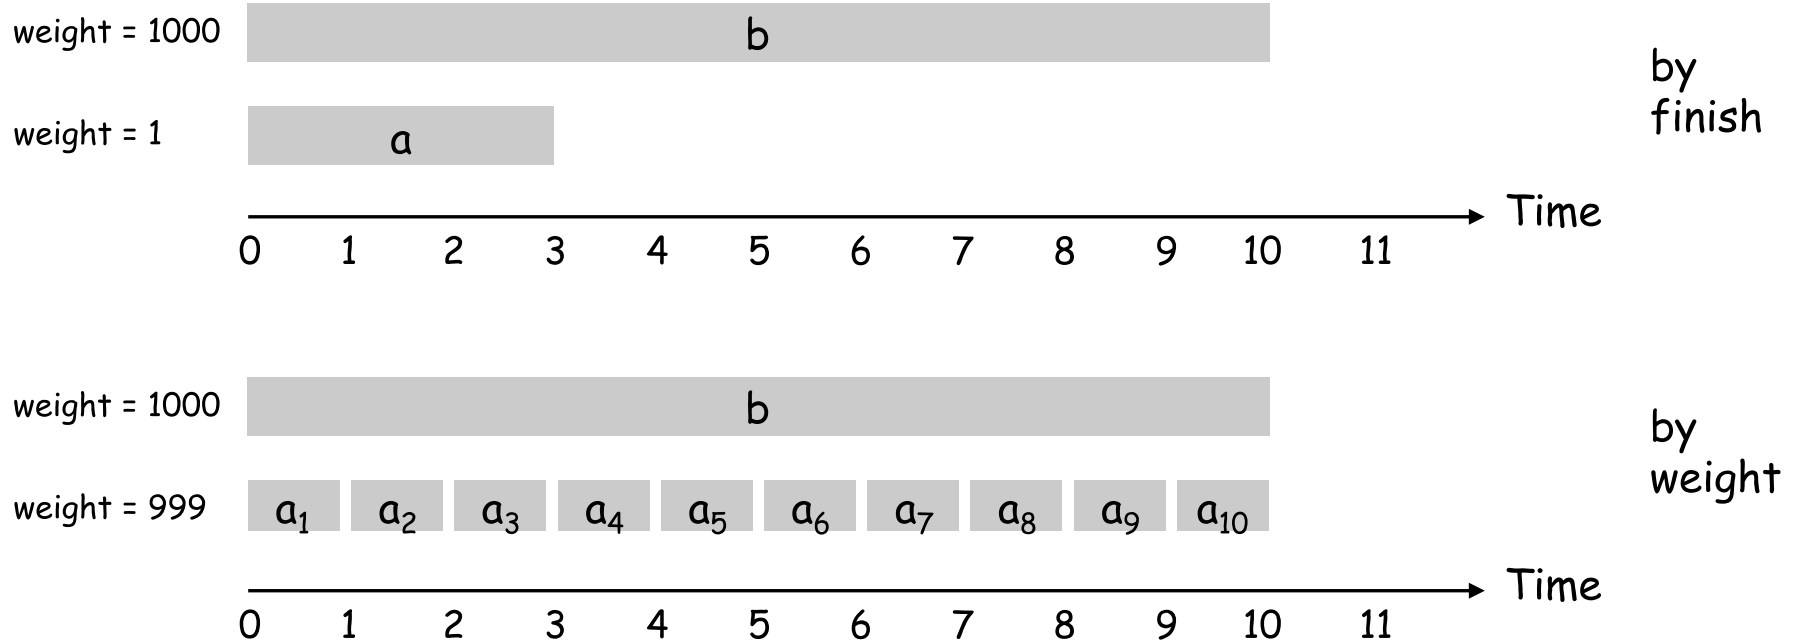 weight = 1000 b
by
finish
weight = 1 a
Time
0 1 2 3 4 5 6 7 8 9 10 11
weight = 1000 b
by
weight
weight = 999 a1 a2 a3 a4 a5 a6 a7 a8 a9 a10
Time
0 1 2 3 4 5 6 7 8 9 10 11